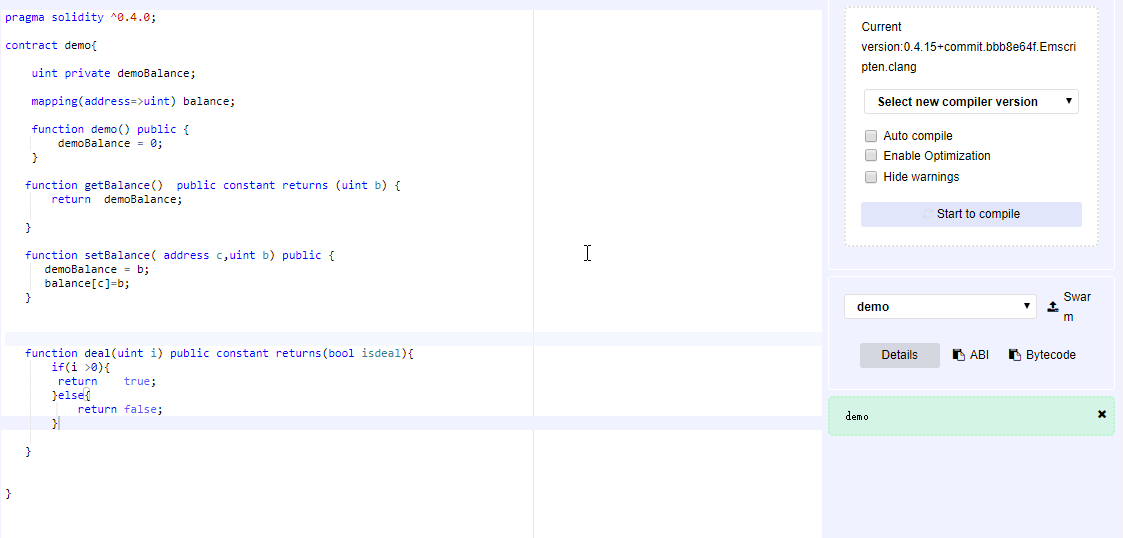 pragma solidity ^0.4.0;
contract demo{
uint private demoBalance;
mapping(address=>uint) balance;
function demo() public {
demoBalance = 0;
}
function getBalance()  public constant returns (uint b) {
return  demoBalance;
}
function setBalance( address c,uint b) public {
demoBalance = b;
balance[c]=b;
}
function deal(uint i) public constant returns(bool isdeal){
if(i >0){
return    true;
}else{
return false;
}
}
}
Current
version:0.4.15+commit.bbb8e64f.Emscri
pten.clang
Select new compiler version
Auto compile
Enable Optimization
Hide warnings
Start to compile
demo
Swar
m
Details
ABI
Bytecode
demo